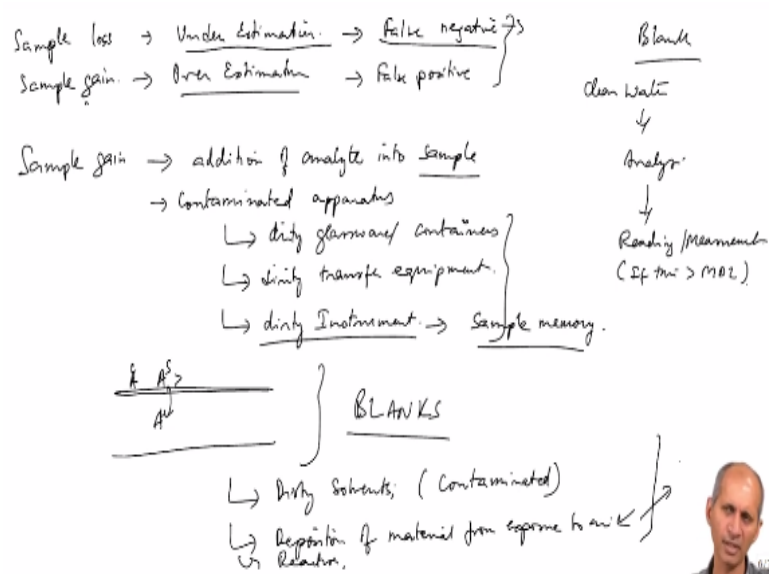 Sample loss → Under Estimation. → False negative
Sample gain. → Over Estimation → False positive
Sample gain → addition of analyte into sample
→ Contaminated apparatus
↳ dirty glassware/ containers
↳ dirty transfer equipment.
↳ dirty Instrument. → Sample memory.
Blank
Clean Water
↓
Analyze.
↓
Reading/Measurement
(If this > MDL)
A A
A
BLANKS
↳ Dirty Solvents; (Contaminated)
↳ Deposition of material from exposure to air
↳ Reaction,